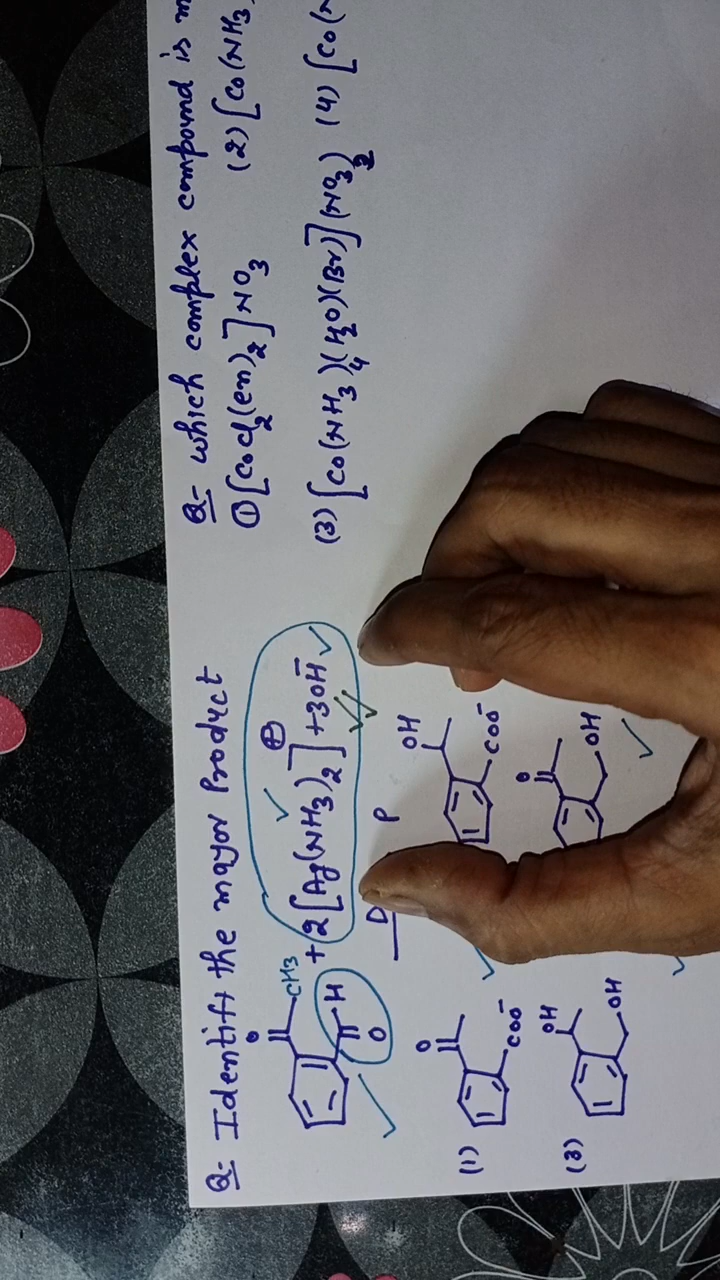 Q- Identify the major Product
O
CH3
H
O
+ 2[Ag(NH3)2]⊕ + 3OH̄
P
(1)
O
COO⁻
OH
COO⁻
(3)
OH
OH
O
OH
Q- which complex compound is
① [CoCl2(en)2]NO3 (2) [Co(NH3
(3) [Co(NH3)4(H2O)(Br)](NO3)2 (4) [Co(